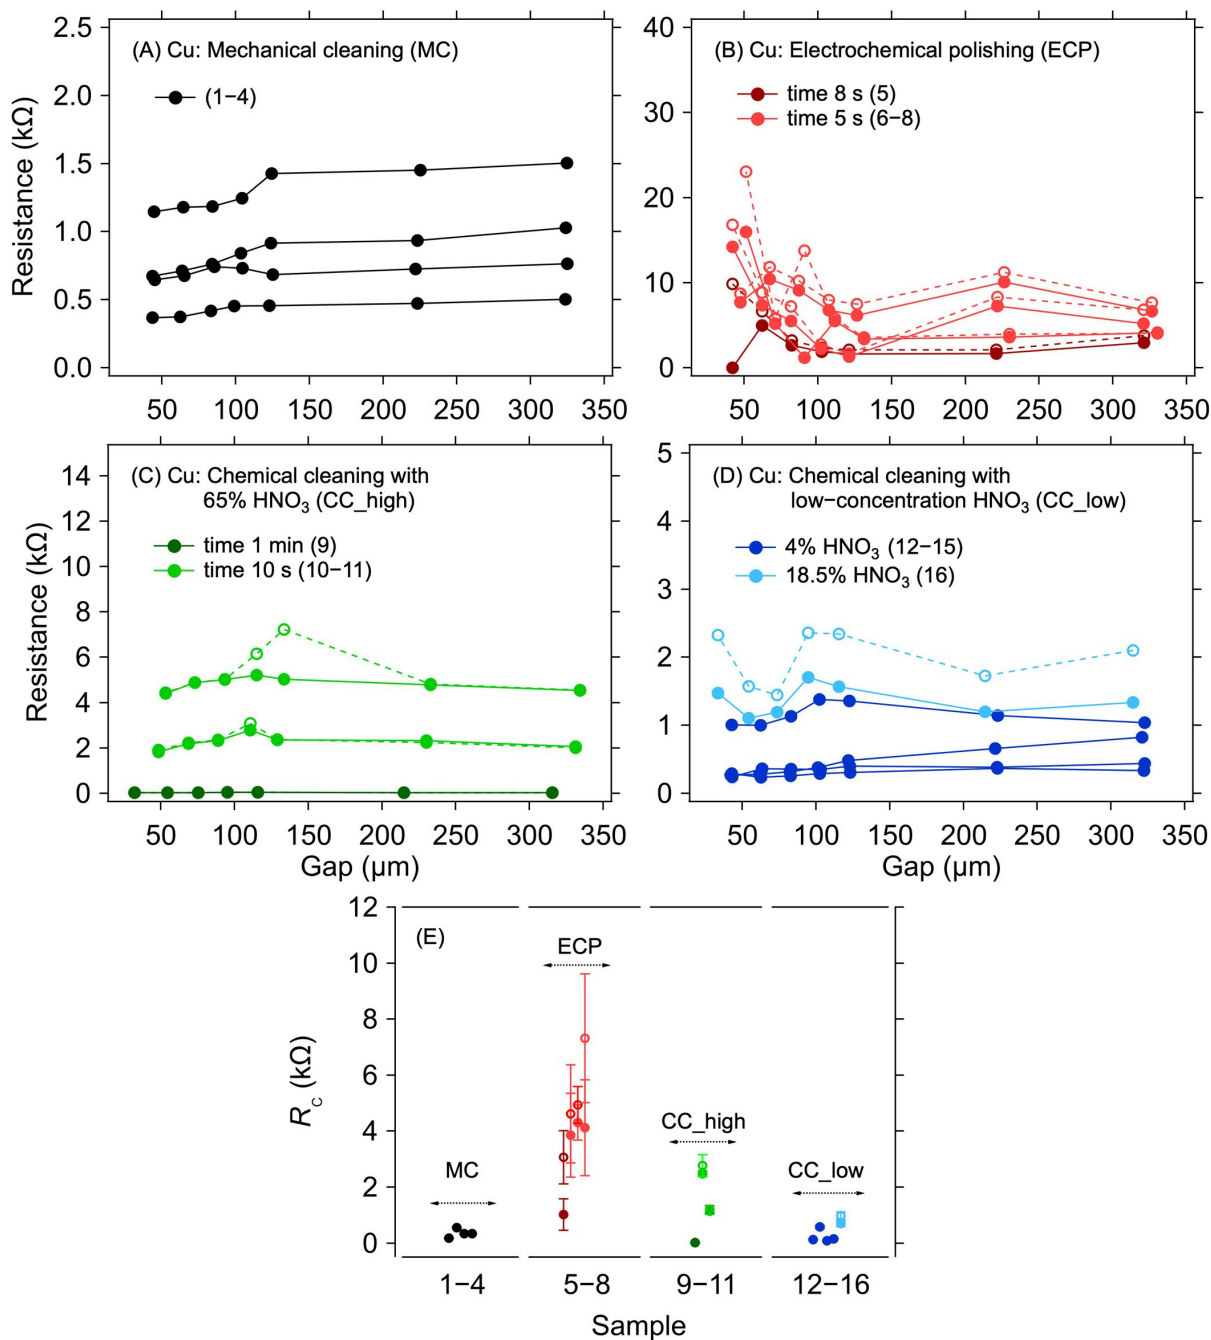 (A) Cu: Mechanical cleaning (MC)
(1−4)
Resistance (kΩ)
2.5
2.0
1.5
1.0
0.5
0.0
50 100 150 200 250 300 350
(B) Cu: Electrochemical polishing (ECP)
time 8 s (5)
time 5 s (6−8)
40
30
20
10
0
50 100 150 200 250 300 350
(C) Cu: Chemical cleaning with
65% HNO₃ (CC_high)
time 1 min (9)
time 10 s (10−11)
Resistance (kΩ)
14
12
10
8
6
4
2
0
50 100 150 200 250 300 350
Gap (µm)
(D) Cu: Chemical cleaning with
low−concentration HNO₃ (CC_low)
4% HNO₃ (12−15)
18.5% HNO₃ (16)
5
4
3
2
1
0
50 100 150 200 250 300 350
Gap (µm)
(E)
R_C (kΩ)
12
10
8
6
4
2
0
MC
ECP
CC_high
CC_low
1−4 5−8 9−11 12−16
Sample